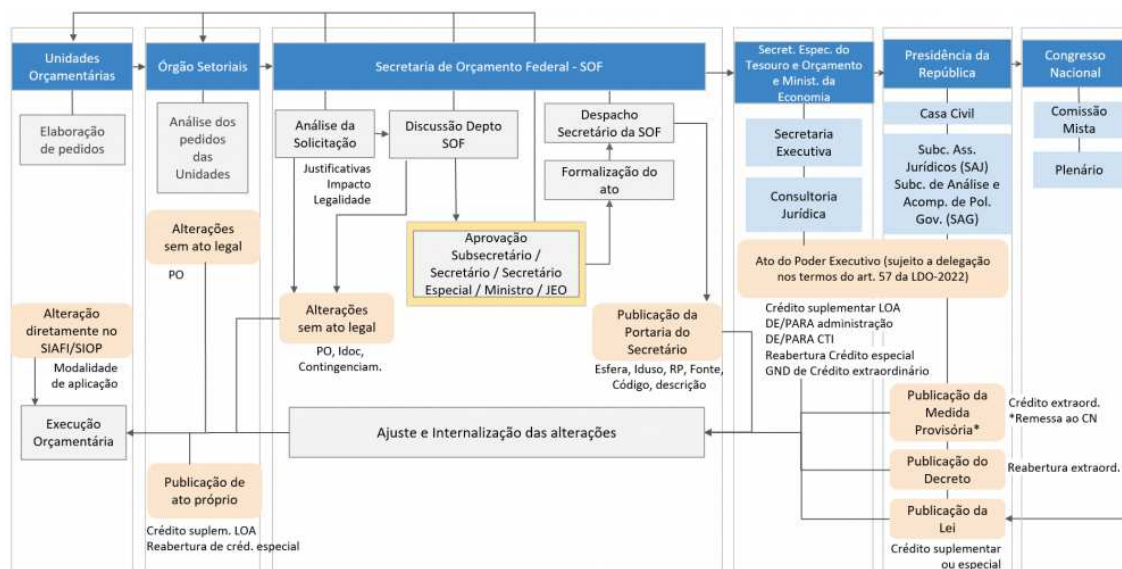 Unidades
Orçamentárias
Órgão Setoriais
Secretaria de Orçamento Federal - SOF
Secret. Espec. do
Tesouro e Orçamento
e Minist. da
Economia
Presidência da
República
Congresso
Nacional
Elaboração
de pedidos
Análise dos
pedidos
das
Unidades
Análise da
Solicitação
Justificativas
Impacto
Legalidade
Discussão Depto
SOF
Despacho
Secretário da SOF
Formalização do
ato
Secretaria
Executiva
Consultoria
Jurídica
Casa Civil
Subc. Ass.
Jurídicos (SAJ)
Subc. de Análise e
Acomp. de Pol.
Gov. (SAG)
Comissão
Mista
Plenário
Alterações
sem ato legal
PO
Aprovação
Subsecretário /
Secretário / Secretário
Especial / Ministro / JEO
Ato do Poder Executivo (sujeito a delegação
nos termos do art. 57 da LDO-2022)
Alteração
diretamente no
SIAFI/SIOP
Modalidade
de aplicação
Alterações
sem ato legal
PO, Idoc,
Contingenciam.
Publicação da
Portaria do
Secretário
Esfera, Iduso, RP, Fonte,
Código, descrição
Crédito suplementar LOA
DE/PARA administração
DE/PARA CTI
Reabertura Crédito especial
GND de Crédito extraordinário
Execução
Orçamentária
Ajuste e Internalização das alterações
Publicação da
Medida
Provisória*
Crédito extraord.
*Remessa ao CN
Publicação de
ato próprio
Crédito suplem. LOA
Reabertura de créd. especial
Publicação do
Decreto
Reabertura extraord.
Publicação da
Lei
Crédito suplementar
ou especial